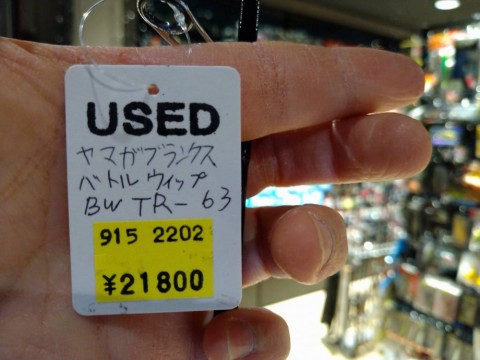 USED
ヤマガブランクス
バトルウィップ
BW TR- 63
915 2202
¥21800